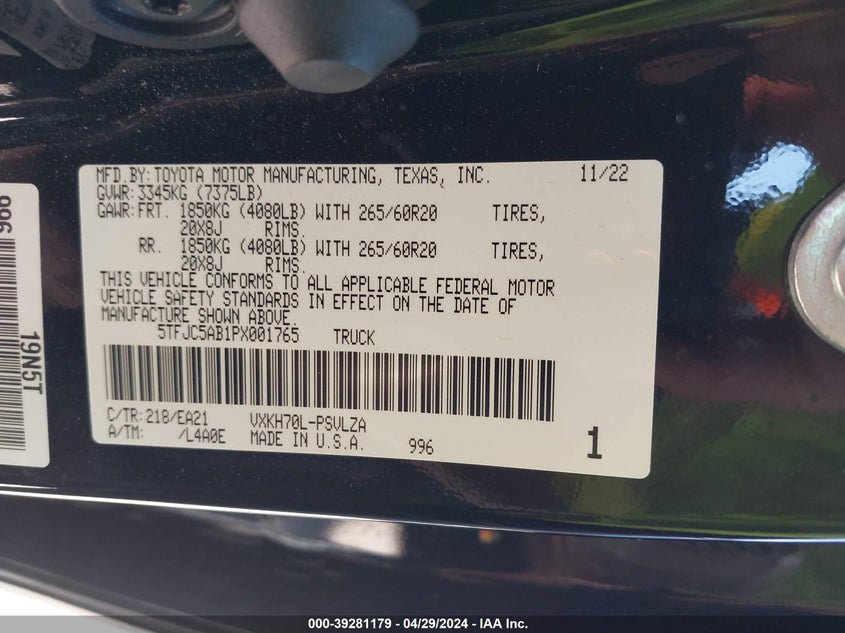 996
19N5T
MFD.BY:TOYOTA MOTOR MANUFACTURING, TEXAS, INC. 11/22
GVWR:3345KG (7375LB)
GAWR:FRT. 1850KG (4080LB) WITH 265/60R20 TIRES,
20X8J RIMS.
RR. 1850KG (4080LB) WITH 265/60R20 TIRES,
20X8J RIMS.
THIS VEHICLE CONFORMS TO ALL APPLICABLE FEDERAL MOTOR
VEHICLE SAFETY STANDARDS IN EFFECT ON THE DATE OF
MANUFACTURE SHOWN ABOVE.
5TFJC5AB1PX001765 TRUCK
C/TR:218/EA21 VXKH70L-PSVLZA
A/TM: /L4A0E MADE IN U.S.A. 996 1
000-39281179 / 04/29/2024 - IAA Inc.